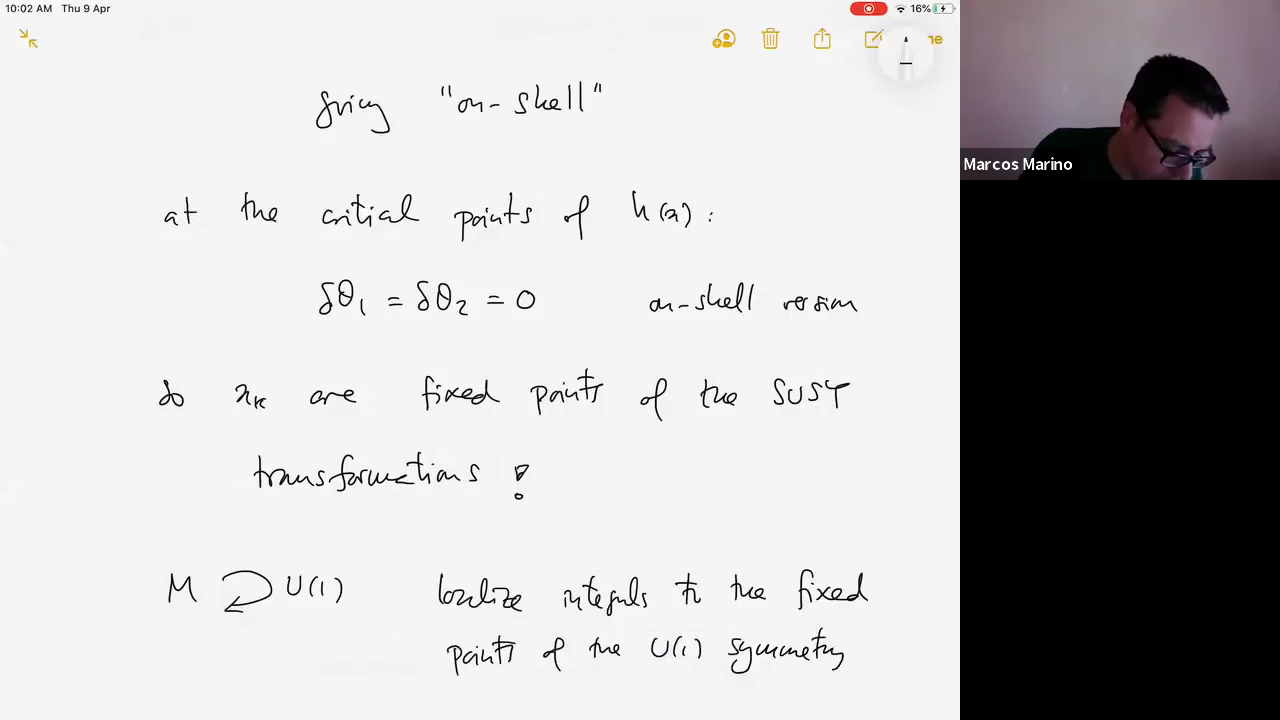 10:02 AM Thu 9 Apr
16%
going "on-shell"
Marcos Marino
at the critical points of h(x) :
δθ₁ = δθ₂ = 0 on-shell version
so xₖ are fixed points of the SUSY
transformations !
M U(1) localize integrals to the fixed
points of the U(1) symmetry